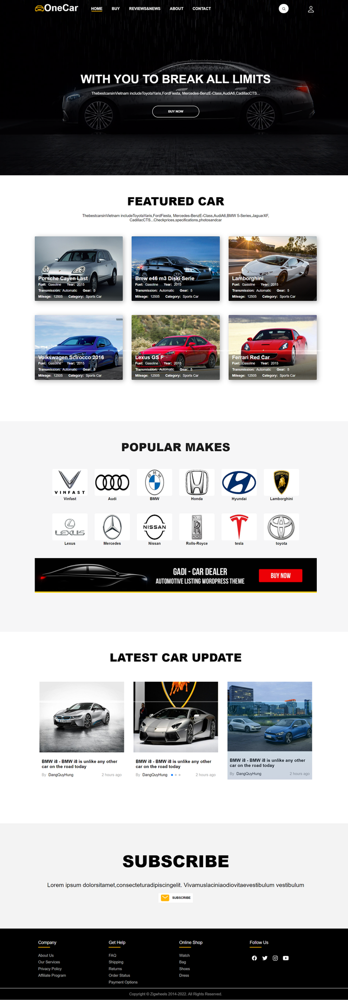 OneCar
HOME BUY REVIEWS&NEWS ABOUT CONTACT
WITH YOU TO BREAK ALL LIMITS
ThebestcarsinVietnam includeToyotaYaris,FordFiesta, Mercedes-BenzE-Class,AudiA6,CadillacCTS...
BUY NOW
FEATURED CAR
ThebestcarsinVietnam includeToyotaYaris,FordFiesta, Mercedes-BenzE-Class,AudiA6,BMW 5-Series,JaguarXF,
CadillacCTS...Checkprices,specifications,photosandcar
Porsche Cayen Last
Fuel: Gasoline Year: 2015
Transmission: Automatic Gear: 5
Mileage: 12505 Category: Sports Car
Bmw e46 m3 Diski Serie
Fuel: Gasoline Year: 2015
Transmission: Automatic Gear: 5
Mileage: 12505 Category: Sports Car
Lamborghini
Fuel: Gasoline Year: 2015
Transmission: Automatic Gear: 5
Mileage: 12505 Category: Sports Car
Volkswagen Scirocco 2016
Fuel: Gasoline Year: 2015
Transmission: Automatic Gear: 5
Mileage: 12505 Category: Sports Car
Lexus GS F
Fuel: Gasoline Year: 2015
Transmission: Automatic Gear: 5
Mileage: 12505 Category: Sports Car
Ferrari Red Car
Fuel: Gasoline Year: 2015
Transmission: Automatic Gear: 5
Mileage: 12505 Category: Sports Car
POPULAR MAKES
VINFAST
BMW
LAMBORGHINI
Vinfast Audi BMW Honda Hyundai Lamborghini
LEXUS
NISSAN
ROLLS
RR
ROYCE
Lexus Mercedes Nissan Rolls-Royce tesla toyota
GADI - CAR DEALER
AUTOMOTIVE LISTING WORDPRESS THEME
BUY NOW
LATEST CAR UPDATE
BMW i8 - BMW i8 is unlike any other
car on the road today
By DangQuyHung 2 hours ago
BMW i8 - BMW i8 is unlike any other
car on the road today
By DangQuyHung 2 hours ago
BMW i8 - BMW i8 is unlike any other
car on the road today
By DangQuyHung 2 hours ago
SUBSCRIBE
Lorem ipsum dolorsitamet,consecteturadipiscingelit. Vivamuslaciniaodiovitaevestibulum vestibulum
SUBSCRIBE
Company
About Us
Our Services
Privacy Policy
Affiliate Program
Get Help
FAQ
Shipping
Returns
Order Status
Payment Options
Online Shop
Watch
Bag
Shoes
Dress
Follow Us
Copyright © Zigwheels 2014-2022. All Rights Reserved.